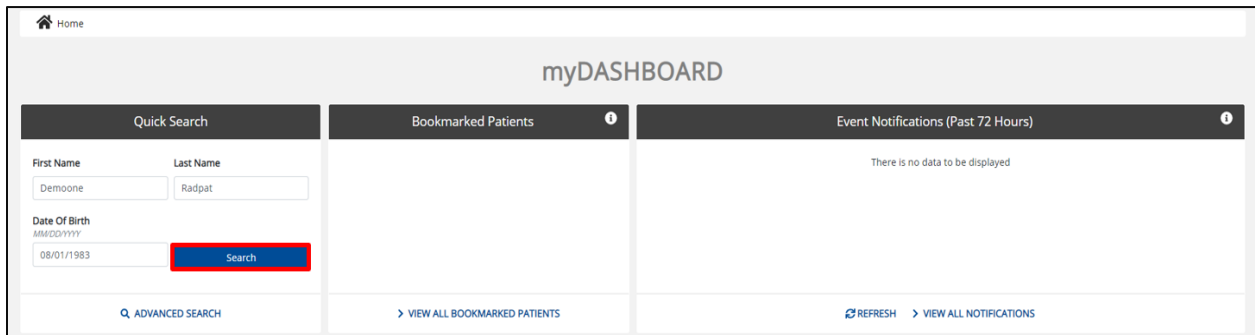 Home
myDASHBOARD
Quick Search
First Name Last Name
Demoone Radpat
Date Of Birth
MM/DD/YYYY
08/01/1983 Search
ADVANCED SEARCH
Bookmarked Patients
VIEW ALL BOOKMARKED PATIENTS
Event Notifications (Past 72 Hours)
There is no data to be displayed
REFRESH VIEW ALL NOTIFICATIONS